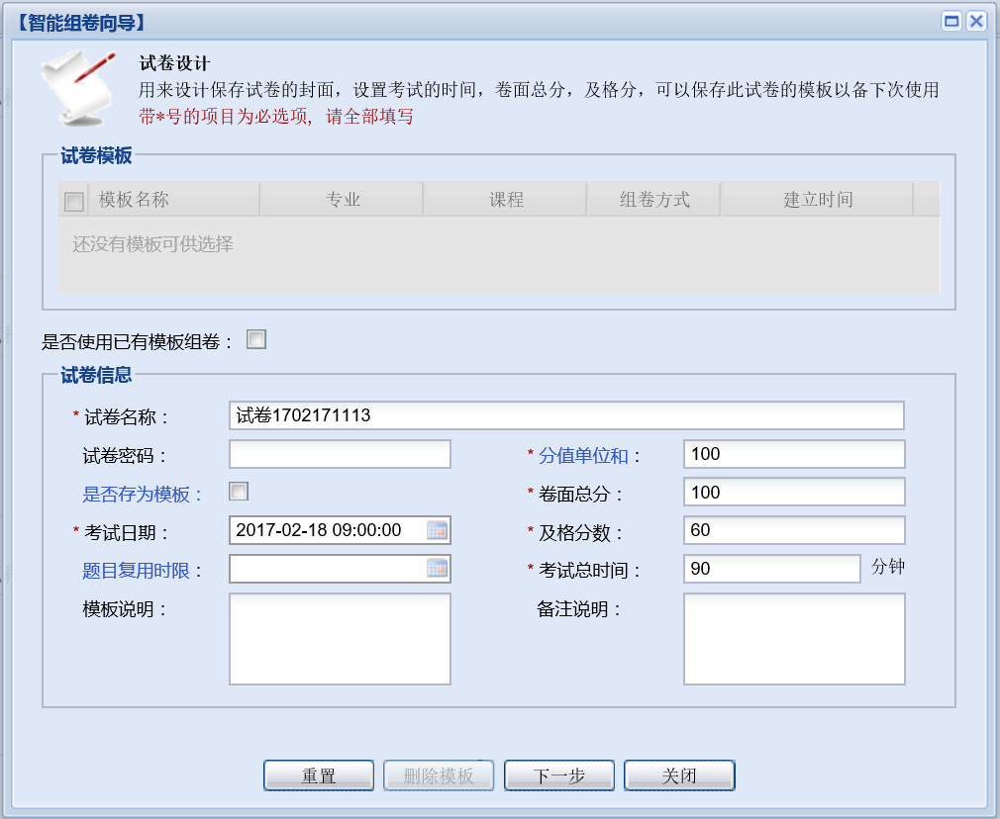 【智能组卷向导】
试卷设计
用来设计保存试卷的封面，设置考试的时间，卷面总分，及格分，可以保存此试卷的模板以备下次使用
带*号的项目为必选项，请全部填写
试卷模板
模板名称 专业 课程 组卷方式 建立时间
还没有模板可供选择
是否使用已有模板组卷：
试卷信息
* 试卷名称： 试卷1702171113
试卷密码： * 分值单位和： 100
是否存为模板： * 卷面总分： 100
* 考试日期： 2017-02-18 09:00:00 * 及格分数： 60
题目复用时限： * 考试总时间： 90 分钟
模板说明： 备注说明：
重置 删除模板 下一步 关闭